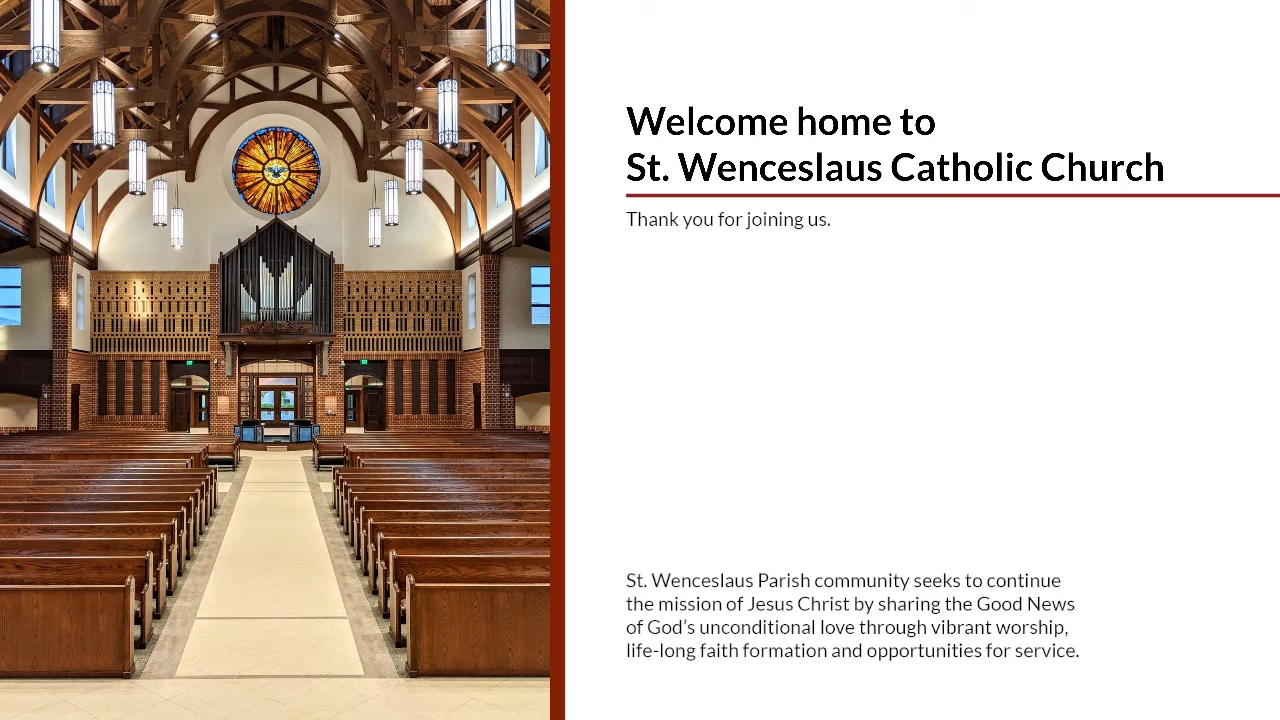 Welcome home to
St. Wenceslaus Catholic Church
Thank you for joining us.
St. Wenceslaus Parish community seeks to continue
the mission of Jesus Christ by sharing the Good News
of God’s unconditional love through vibrant worship,
life-long faith formation and opportunities for service.